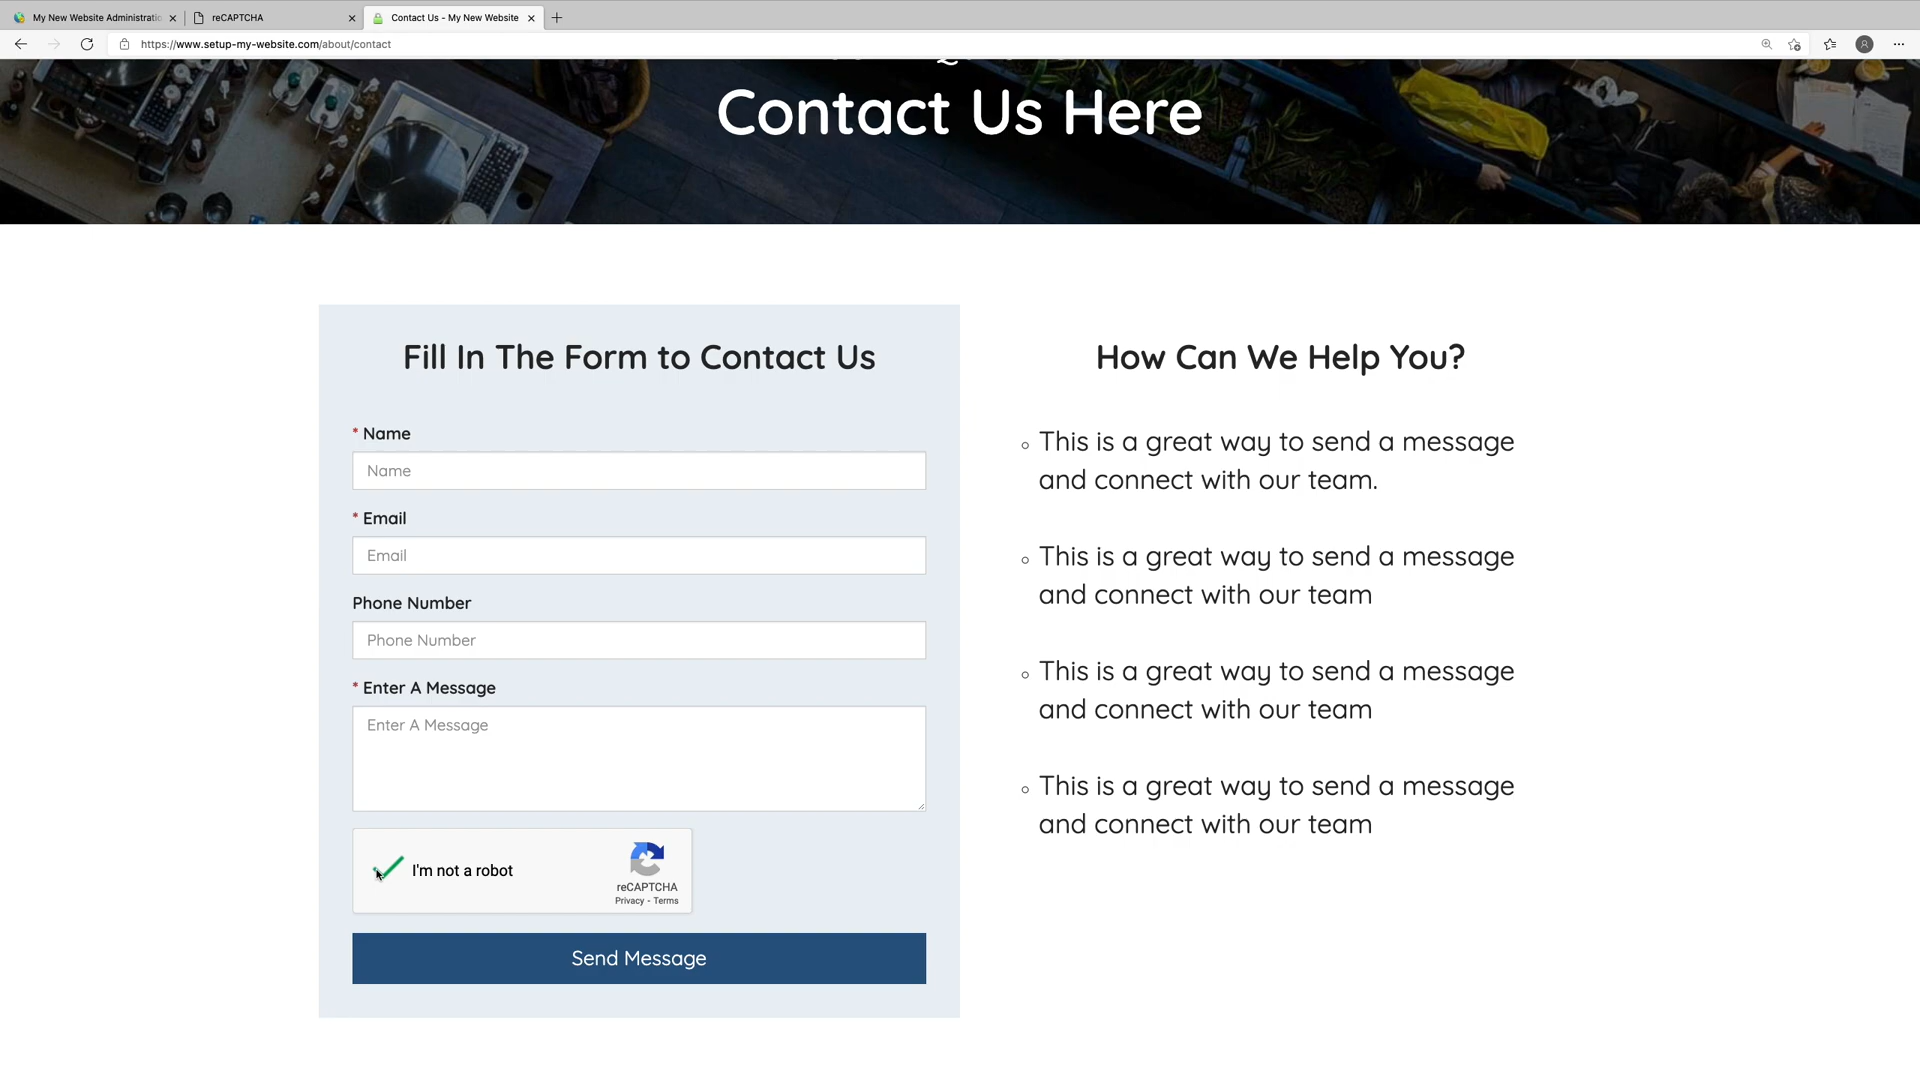 My New Website Administratio
reCAPTCHA
Contact Us - My New Website
https://www.setup-my-website.com/about/contact
Contact Us Here
Fill In The Form to Contact Us
* Name
Name
* Email
Email
Phone Number
Phone Number
* Enter A Message
Enter A Message
I'm not a robot
reCAPTCHA
Privacy - Terms
Send Message
How Can We Help You?
This is a great way to send a message
and connect with our team.
This is a great way to send a message
and connect with our team
This is a great way to send a message
and connect with our team
This is a great way to send a message
and connect with our team